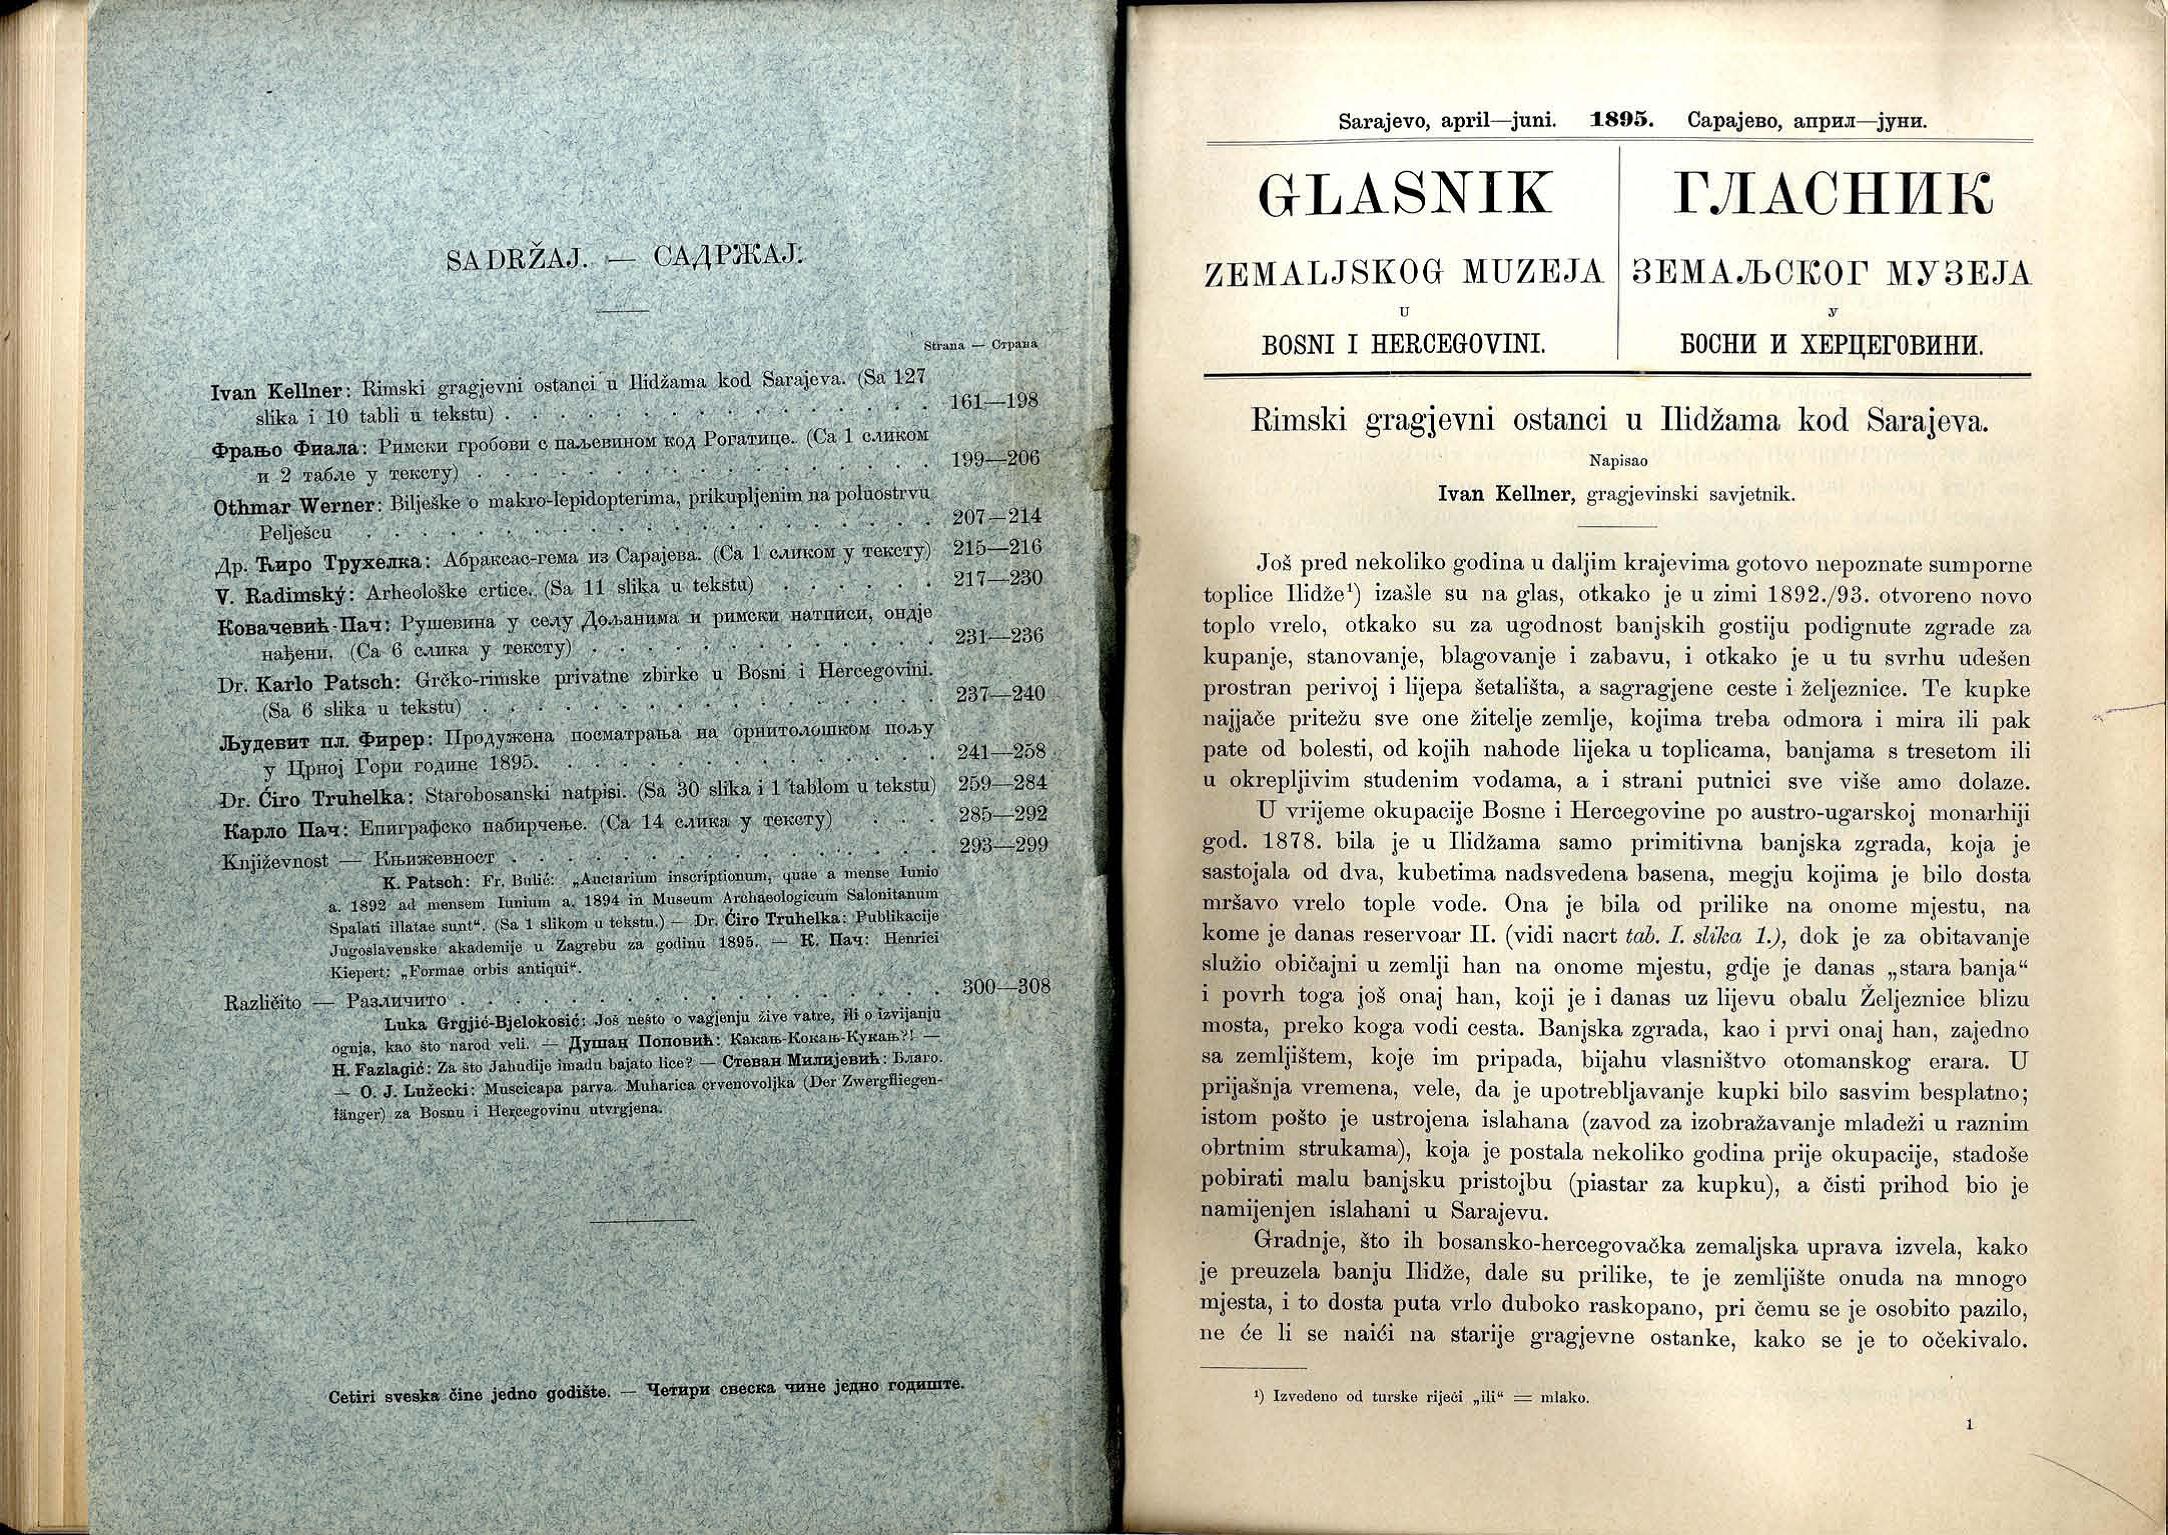 SADRŽAJ. — САДРЖАЈ.
Strana — Страна
Ivan Kellner: Rimski gragjevni ostanci u Ilidžama kod Sarajeva. (Sa 127
slika i 10 tabli u tekstu) . . . . . . . . . . . . . . . 161—198
Фрањо Фиала: Римски гробови с паљевином код Рогатице. (Са 1 сликом
и 2 табле у тексту) . . . . . . . . . . . . . . . . 199—206
Othmar Werner: Bilješke o makro-lepidopterima, prikupljenim na poluostrvu
Pelješcu . . . . . . . . . . . . . . . . . . . . 207—214
Др. Ћиро Трухелка: Абраксас-гема из Сарајева. (Са 1 сликом у тексту) 215—216
V. Radimský: Arheološke crtice. (Sa 11 slika u tekstu) . . . . . . 217—230
Ковачевић-Пач: Рушевина у селу Дољанима и римски натписи, ондје
нађени. (Са 6 слика у тексту) . . . . . . . . . . . . . 231—236
Dr. Karlo Patsch: Grčko-rimske privatne zbirke u Bosni i Hercegovini.
(Sa 6 slika u tekstu) . . . . . . . . . . . . . . . . 237—240
Људевит пл. Фирер: Продужена посматрања на орнитолошком пољу
у Црној Гори године 1895. . . . . . . . . . . . . . . 241—258
Dr. Ćiro Truhelka: Starobosanski natpisi. (Sa 30 slika i 1 tablom u tekstu) 259—284
Карло Пач: Епиграфско пабирчење. (Са 14 слика у тексту) . . . 285—292
Književnost — Књижевност . . . . . . . . . . . . . . . . 293—299
K. Patsch: Fr. Bulić: „Auctarium inscriptionum, quae a mense Iunio
a. 1892 ad mensem Iunium a. 1894 in Museum Archaeologicum Salonitanum
Spalati illatae sunt“. (Sa 1 slikom u tekstu.) — Dr. Ćiro Truhelka: Publikacije
Jugoslavenske akademije u Zagrebu za godinu 1895. — К. Пач: Henrici
Kiepert: „Formae orbis antiqui“.
Različito — Различито . . . . . . . . . . . . . . . . . . 300—308
Luka Grgjić-Bjelokosić: Još nešto o vagjenju žive vatre, ili o izvijanju
ognja, kao što narod veli. — Душан Поповић: Какањ-Кокањ-Кукањ?! —
H. Fazlagić: Za što Jahudije imadu bajato lice? — Стеван Милијевић: Благо.
— O. J. Lužecki: Muscicapa parva. Muharica crvenovoljka (Der Zwergfliegen-
fänger) za Bosnu i Hercegovinu utvrgjena.
Cetiri sveska čine jedno godište. — Четири свеска чине једно годиште.
Sarajevo, april—juni. 1895. Сарајево, април—јуни.
GLASNIK
ZEMALJSKOG MUZEJA
U
BOSNI I HERCEGOVINI.
ГЛАСНИК
ЗЕМАЉСКОГ МУЗЕЈА
У
БОСНИ И ХЕРЦЕГОВИНИ.
Rimski gragjevni ostanci u Ilidžama kod Sarajeva.
Napisao
Ivan Kellner, gragjevinski savjetnik.
Još pred nekoliko godina u daljim krajevima gotovo nepoznate sumporne
toplice Ilidže¹) izašle su na glas, otkako je u zimi 1892./93. otvoreno novo
toplo vrelo, otkako su za ugodnost banjskih gostiju podignute zgrade za
kupanje, stanovanje, blagovanje i zabavu, i otkako je u tu svrhu udešen
prostran perivoj i lijepa šetališta, a sagragjene ceste i željeznice. Te kupke
najjače pritežu sve one žitelje zemlje, kojima treba odmora i mira ili pak
pate od bolesti, od kojih nahode lijeka u toplicama, banjama s tresetom ili
u okrepljivim studenim vodama, a i strani putnici sve više amo dolaze.
U vrijeme okupacije Bosne i Hercegovine po austro-ugarskoj monarhiji
god. 1878. bila je u Ilidžama samo primitivna banjska zgrada, koja je
sastojala od dva, kubetima nadsvedena basena, megju kojima je bilo dosta
mršavo vrelo tople vode. Ona je bila od prilike na onome mjestu, na
kome je danas reservoar II. (vidi nacrt tab. I. slika 1.), dok je za obitavanje
služio običajni u zemlji han na onome mjestu, gdje je danas „stara banja“
i povrh toga još onaj han, koji je i danas uz lijevu obalu Željeznice blizu
mosta, preko koga vodi cesta. Banjska zgrada, kao i prvi onaj han, zajedno
sa zemljištem, koje im pripada, bijahu vlasništvo otomanskog erara. U
prijašnja vremena, vele, da je upotrebljavanje kupki bilo sasvim besplatno;
istom pošto je ustrojena islahana (zavod za izobražavanje mladeži u raznim
obrtnim strukama), koja je postala nekoliko godina prije okupacije, stadoše
pobirati malu banjsku pristojbu (piastar za kupku), a čisti prihod bio je
namijenjen islahani u Sarajevu.
Gradnje, što ih bosansko-hercegovačka zemaljska uprava izvela, kako
je preuzela banju Ilidže, dale su prilike, te je zemljište onuda na mnogo
mjesta, i to dosta puta vrlo duboko raskopano, pri čemu se je osobito pazilo,
ne će li se naići na starije gragjevne ostanke, kako se je to očekivalo.
¹) Izvedeno od turske riječi „ili“ = mlako.
1